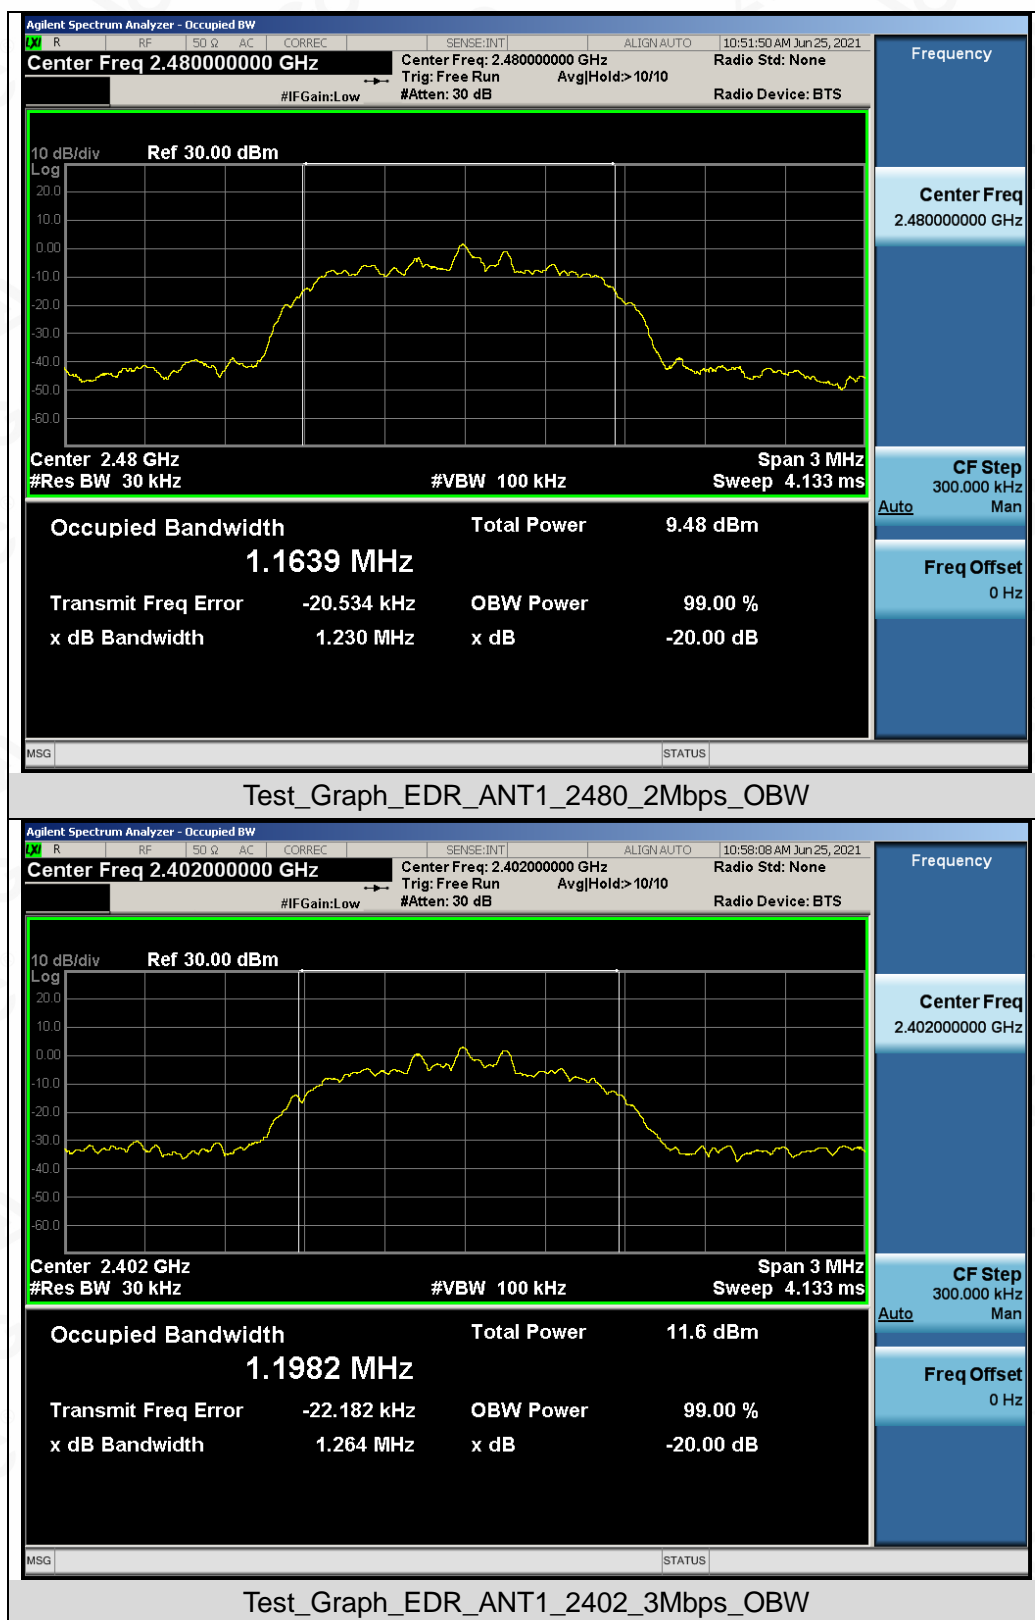 Agilent Spectrum Analyzer - Occupied BW
LXI R RF 50 Ω AC CORREC SENSE:INT ALIGN AUTO 10:51:50 AM Jun 25, 2021
Center Freq 2.480000000 GHz Center Freq: 2.480000000 GHz Radio Std: None
Trig: Free Run Avg|Hold:>10/10
#IFGain:Low #Atten: 30 dB Radio Device: BTS
Frequency
10 dB/div Ref 30.00 dBm
Log
20.0
10.0
0.00
-10.0
-20.0
-30.0
-40.0
-50.0
-60.0
Center 2.48 GHz Span 3 MHz
#Res BW 30 kHz #VBW 100 kHz Sweep 4.133 ms
Occupied Bandwidth Total Power 9.48 dBm
1.1639 MHz
Transmit Freq Error -20.534 kHz OBW Power 99.00 %
x dB Bandwidth 1.230 MHz x dB -20.00 dB
Center Freq
2.480000000 GHz
CF Step
300.000 kHz
Auto Man
Freq Offset
0 Hz
MSG STATUS
Test_Graph_EDR_ANT1_2480_2Mbps_OBW
Agilent Spectrum Analyzer - Occupied BW
LXI R RF 50 Ω AC CORREC SENSE:INT ALIGN AUTO 10:58:08 AM Jun 25, 2021
Center Freq 2.402000000 GHz Center Freq: 2.402000000 GHz Radio Std: None
Trig: Free Run Avg|Hold:>10/10
#IFGain:Low #Atten: 30 dB Radio Device: BTS
Frequency
10 dB/div Ref 30.00 dBm
Log
20.0
10.0
0.00
-10.0
-20.0
-30.0
-40.0
-50.0
-60.0
Center 2.402 GHz Span 3 MHz
#Res BW 30 kHz #VBW 100 kHz Sweep 4.133 ms
Occupied Bandwidth Total Power 11.6 dBm
1.1982 MHz
Transmit Freq Error -22.182 kHz OBW Power 99.00 %
x dB Bandwidth 1.264 MHz x dB -20.00 dB
Center Freq
2.402000000 GHz
CF Step
300.000 kHz
Auto Man
Freq Offset
0 Hz
MSG STATUS
Test_Graph_EDR_ANT1_2402_3Mbps_OBW